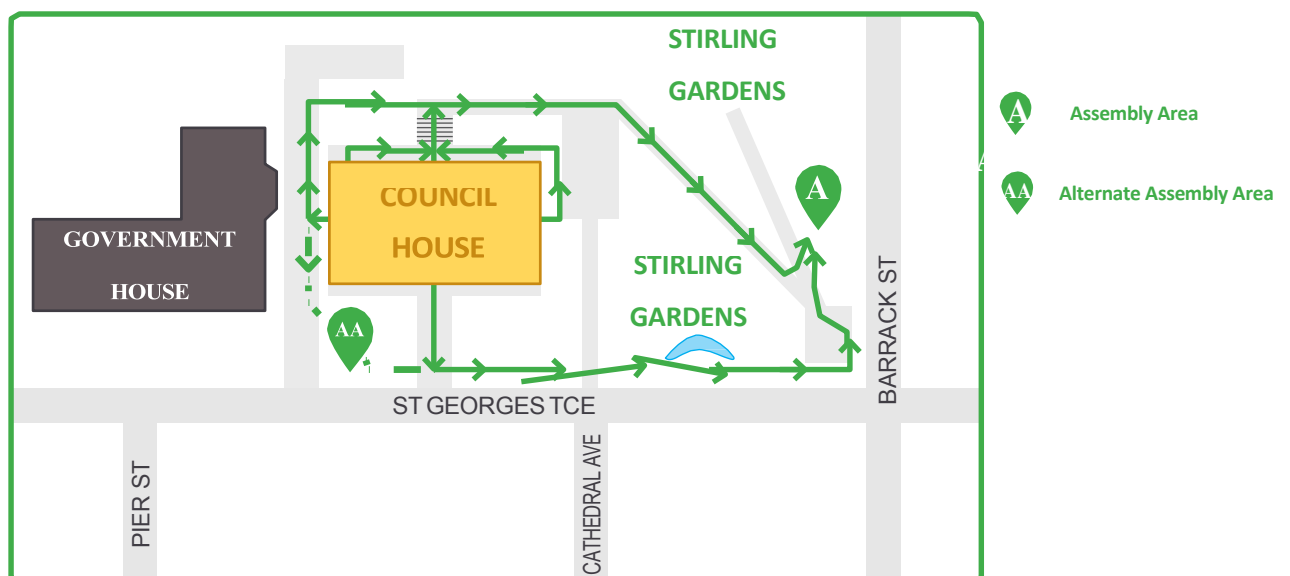 STIRLING
GARDENS
A
Assembly Area
A
A
AA
Alternate Assembly Area
COUNCIL
HOUSE
GOVERNMENT
HOUSE
STIRLING
GARDENS
AA
BARRACK ST
ST GEORGES TCE
PIER ST
CATHEDRAL AVE